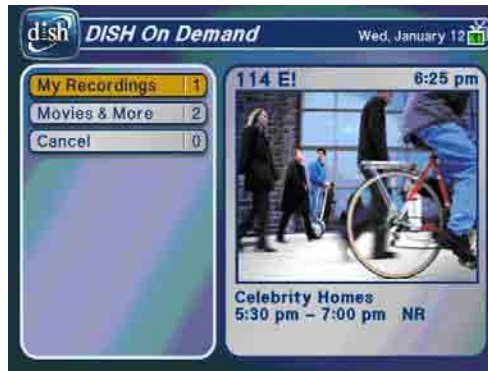 dish DISH On Demand Wed, January 12
My Recordings 1
Movies & More 2
Cancel 0
114 E! 6:25 pm
Celebrity Homes
5:30 pm – 7:00 pm NR